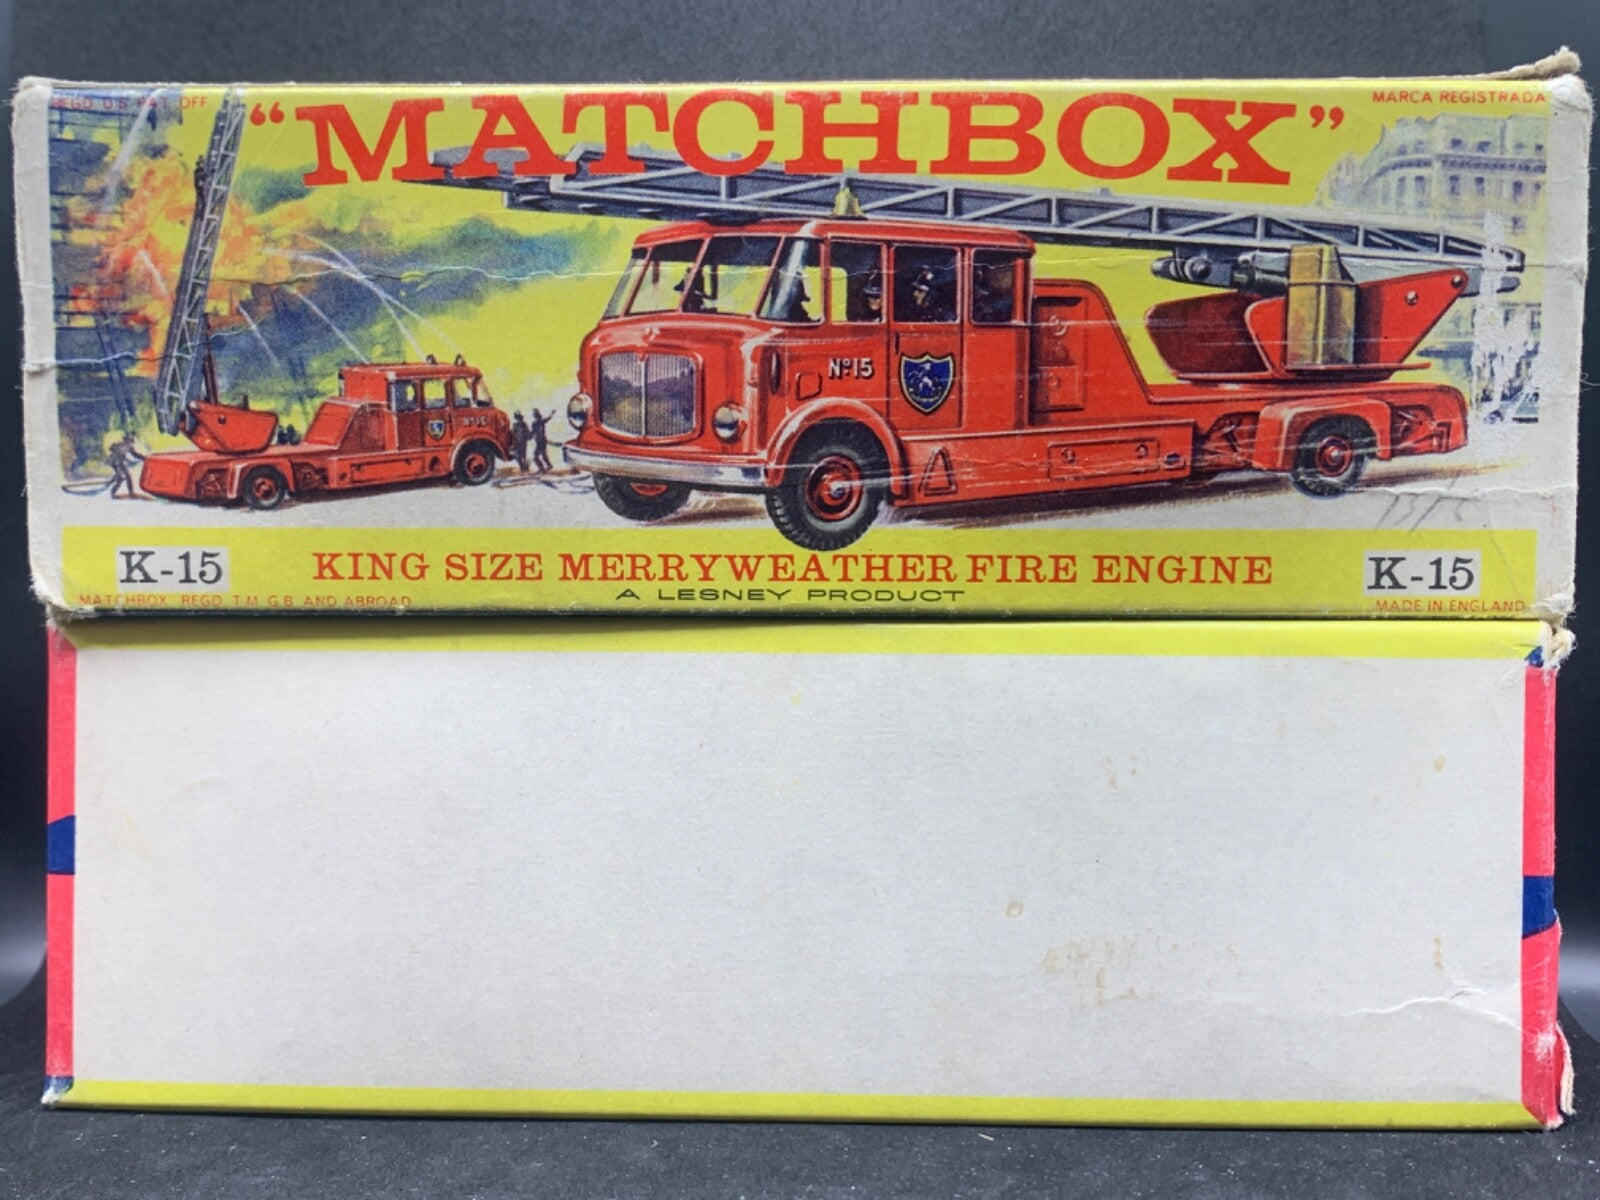 REGD. U.S. PAT. OFF
"MATCHBOX"
MARCA REGISTRADA
Nº15
Nº15
K-15
KING SIZE MERRYWEATHER FIRE ENGINE
K-15
A LESNEY PRODUCT
MATCHBOX REGD. T.M. G.B. AND ABROAD
MADE IN ENGLAND